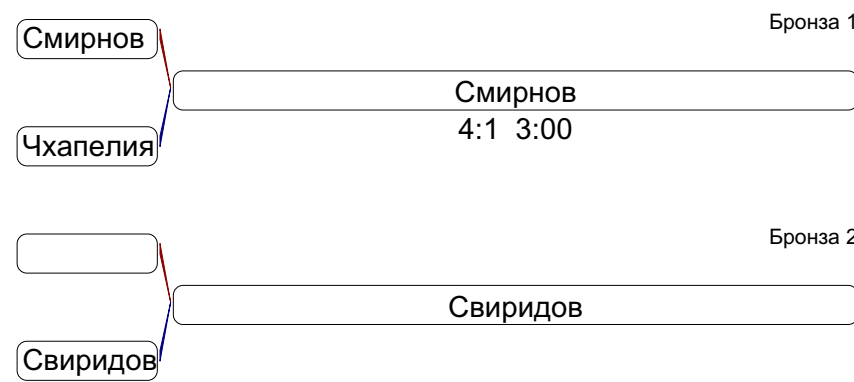 Бронза 1
Смирнов
Смирнов
4:1 3:00
Чхапелия
Бронза 2
Свиридов
Свиридов